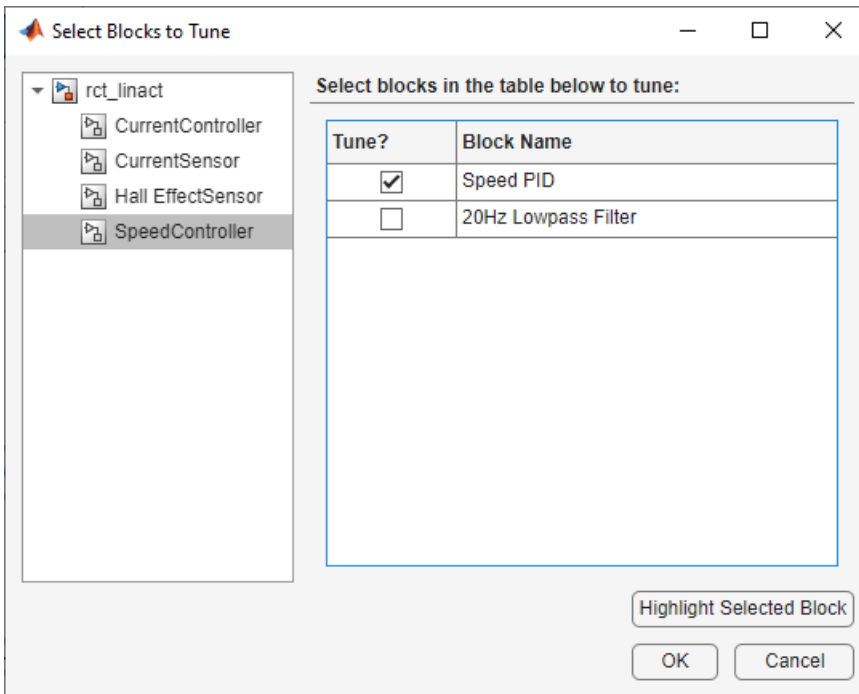 Select Blocks to Tune
rct_linact
CurrentController
CurrentSensor
Hall EffectSensor
SpeedController
Select blocks in the table below to tune:
Tune? Block Name
Speed PID
20Hz Lowpass Filter
Highlight Selected Block
OK Cancel